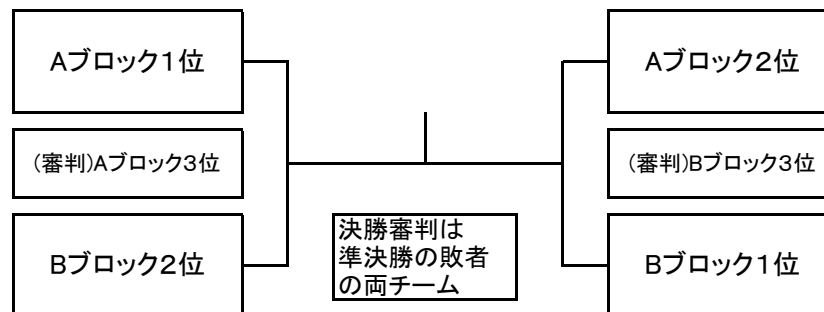 Aブロック1位
Aブロック2位
(審判)Aブロック3位
(審判)Bブロック3位
決勝審判は
準決勝の敗者
の両チーム
Bブロック2位
Bブロック1位